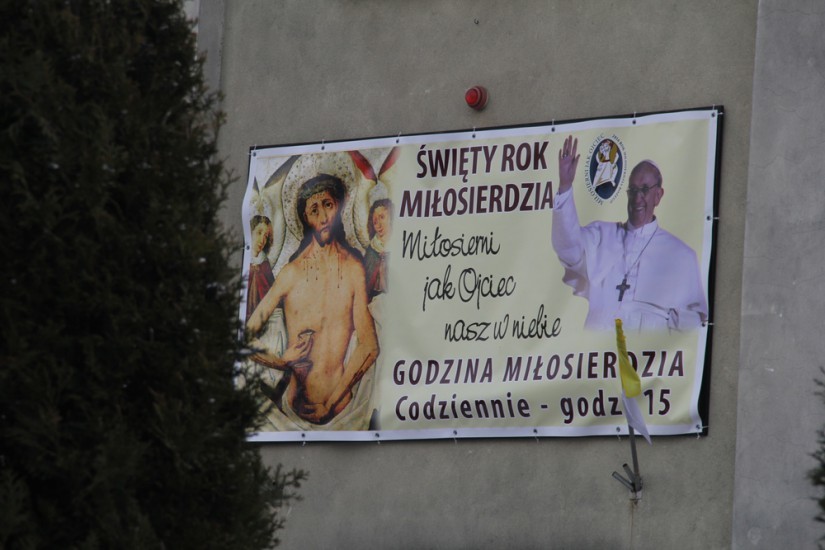 ŚWIĘTY ROK
MIŁOSIERDZIA
Miłosierni
jak Ojciec
nasz w niebie
GODZINA MIŁOSIERDZIA
Codziennie - godz 15